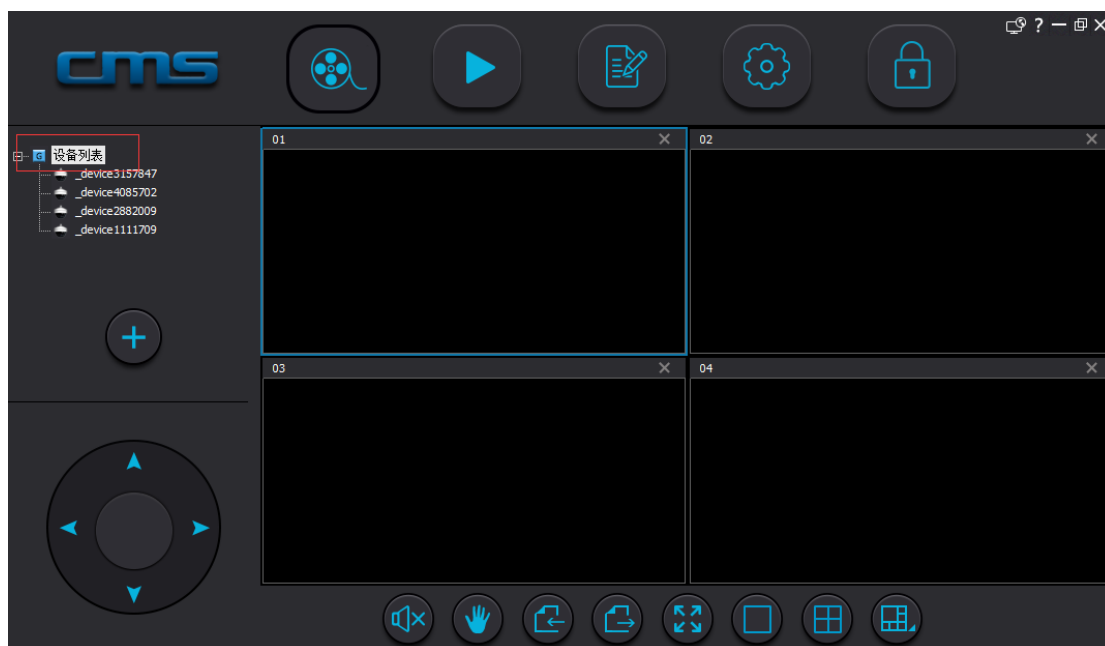 cms
?
设备列表
_device3157847
_device4085702
_device2882009
_device1111709
01
02
03
04